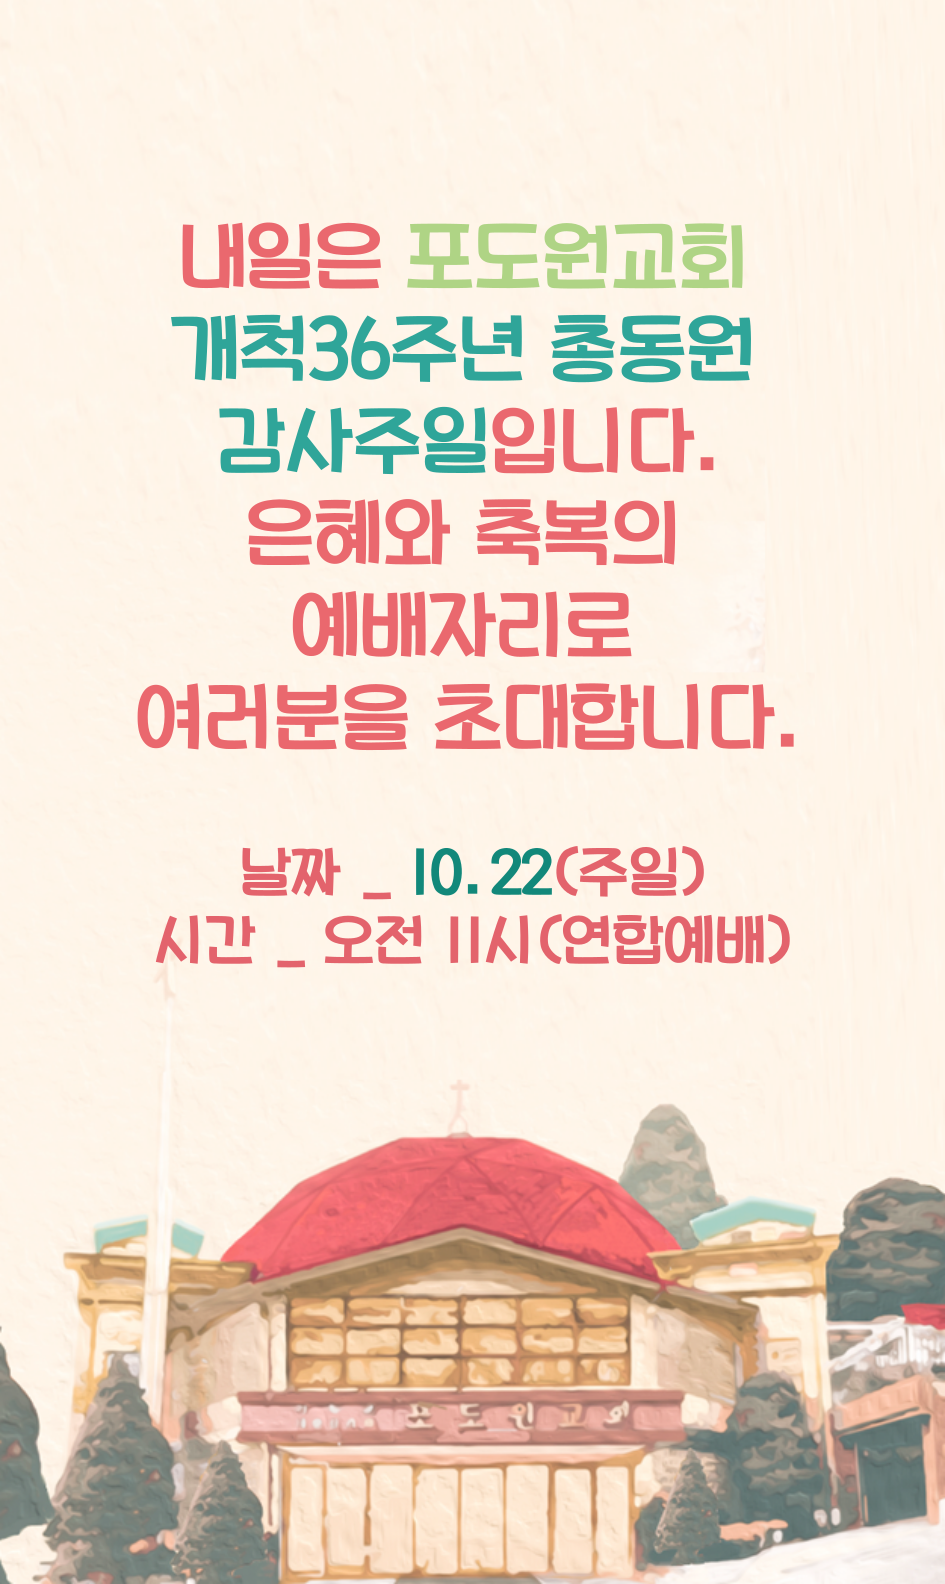 내일은 포도원교회
개척36주년 총동원
감사주일입니다.
은혜와 축복의
예배자리로
여러분을 초대합니다.
날짜 _ 10. 22(주일)
시간 _ 오전 11시(연합예배)
포도원교회